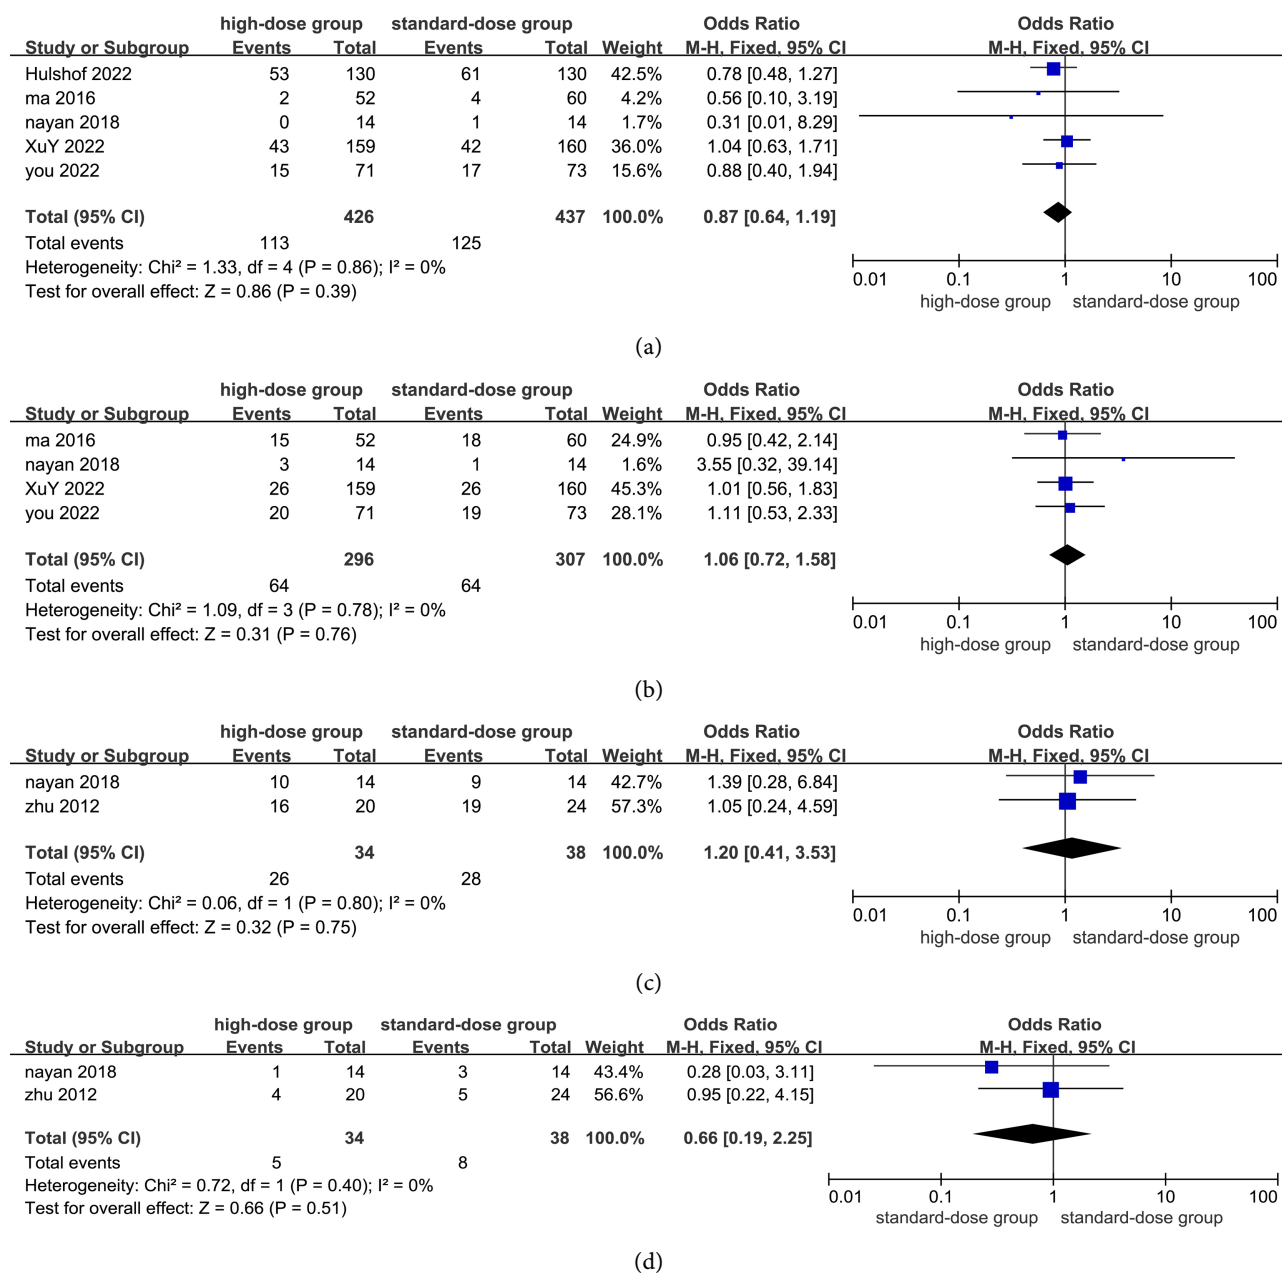 high-dose group standard-dose group Odds Ratio Odds Ratio
Study or Subgroup Events Total Events Total Weight M-H, Fixed, 95% CI M-H, Fixed, 95% CI
Hulshof 2022 53 130 61 130 42.5% 0.78 [0.48, 1.27]
ma 2016 2 52 4 60 4.2% 0.56 [0.10, 3.19]
nayan 2018 0 14 1 14 1.7% 0.31 [0.01, 8.29]
XuY 2022 43 159 42 160 36.0% 1.04 [0.63, 1.71]
you 2022 15 71 17 73 15.6% 0.88 [0.40, 1.94]
Total (95% CI) 426 437 100.0% 0.87 [0.64, 1.19]
Total events 113 125
Heterogeneity: Chi² = 1.33, df = 4 (P = 0.86); I² = 0%
Test for overall effect: Z = 0.86 (P = 0.39)
0.01 0.1 1 10 100
high-dose group standard-dose group
(a)
high-dose group standard-dose group Odds Ratio Odds Ratio
Study or Subgroup Events Total Events Total Weight M-H, Fixed, 95% CI M-H, Fixed, 95% CI
ma 2016 15 52 18 60 24.9% 0.95 [0.42, 2.14]
nayan 2018 3 14 1 14 1.6% 3.55 [0.32, 39.14]
XuY 2022 26 159 26 160 45.3% 1.01 [0.56, 1.83]
you 2022 20 71 19 73 28.1% 1.11 [0.53, 2.33]
Total (95% CI) 296 307 100.0% 1.06 [0.72, 1.58]
Total events 64 64
Heterogeneity: Chi² = 1.09, df = 3 (P = 0.78); I² = 0%
Test for overall effect: Z = 0.31 (P = 0.76)
0.01 0.1 1 10 100
high-dose group standard-dose group
(b)
high-dose group standard-dose group Odds Ratio Odds Ratio
Study or Subgroup Events Total Events Total Weight M-H, Fixed, 95% CI M-H, Fixed, 95% CI
nayan 2018 10 14 9 14 42.7% 1.39 [0.28, 6.84]
zhu 2012 16 20 19 24 57.3% 1.05 [0.24, 4.59]
Total (95% CI) 34 38 100.0% 1.20 [0.41, 3.53]
Total events 26 28
Heterogeneity: Chi² = 0.06, df = 1 (P = 0.80); I² = 0%
Test for overall effect: Z = 0.32 (P = 0.75)
0.01 0.1 1 10 100
high-dose group standard-dose group
(c)
high-dose group standard-dose group Odds Ratio Odds Ratio
Study or Subgroup Events Total Events Total Weight M-H, Fixed, 95% CI M-H, Fixed, 95% CI
nayan 2018 1 14 3 14 43.4% 0.28 [0.03, 3.11]
zhu 2012 4 20 5 24 56.6% 0.95 [0.22, 4.15]
Total (95% CI) 34 38 100.0% 0.66 [0.19, 2.25]
Total events 5 8
Heterogeneity: Chi² = 0.72, df = 1 (P = 0.40); I² = 0%
Test for overall effect: Z = 0.66 (P = 0.51)
0.01 0.1 1 10 100
standard-dose group standard-dose group
(d)